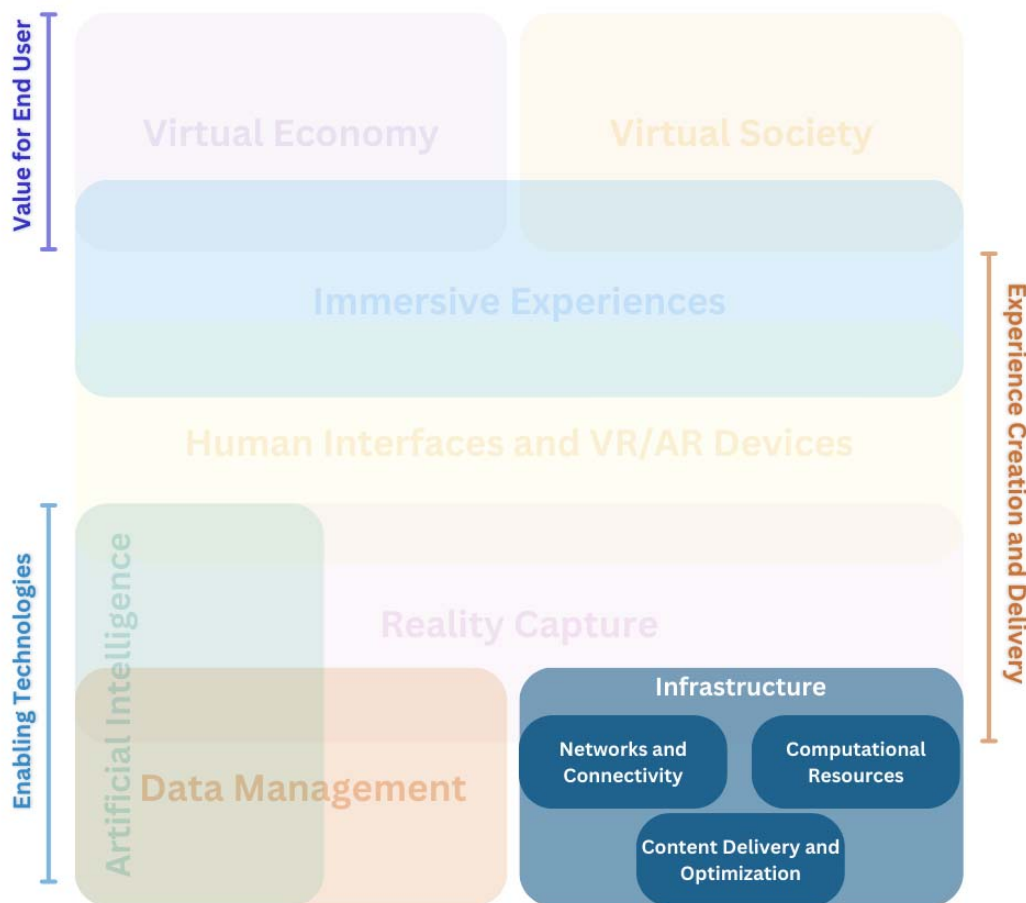 Value for End User
Virtual Economy
Virtual Society
Immersive Experiences
Experience Creation and Delivery
Human Interfaces and VR/AR Devices
Enabling Technologies
Artificial Intelligence
Reality Capture
Data Management
Infrastructure
Networks and
Connectivity
Computational
Resources
Content Delivery and
Optimization